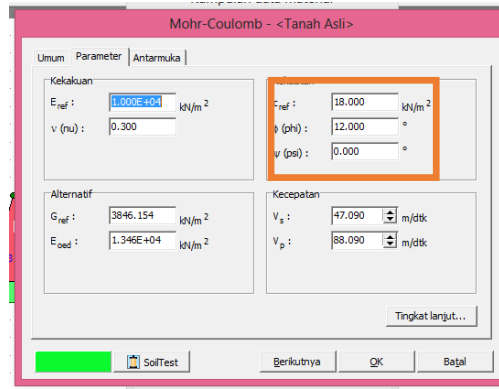 Mohr-Coulomb - <Tanah Asli>
Umum Parameter Antarmuka
Kekakuan
E ref : 1.000E+04 kN/m 2
ν (nu) : 0.300
ref : 18.000 kN/m 2
(phi) : 12.000 °
(psi) : 0.000 °
Alternatif
G ref : 3846.154 kN/m 2
E oed : 1.346E+04 kN/m 2
Kecepatan
V s : 47.090 m/dtk
V p : 88.090 m/dtk
Tingkat lanjut...
SoilTest Berikutnya OK Batal